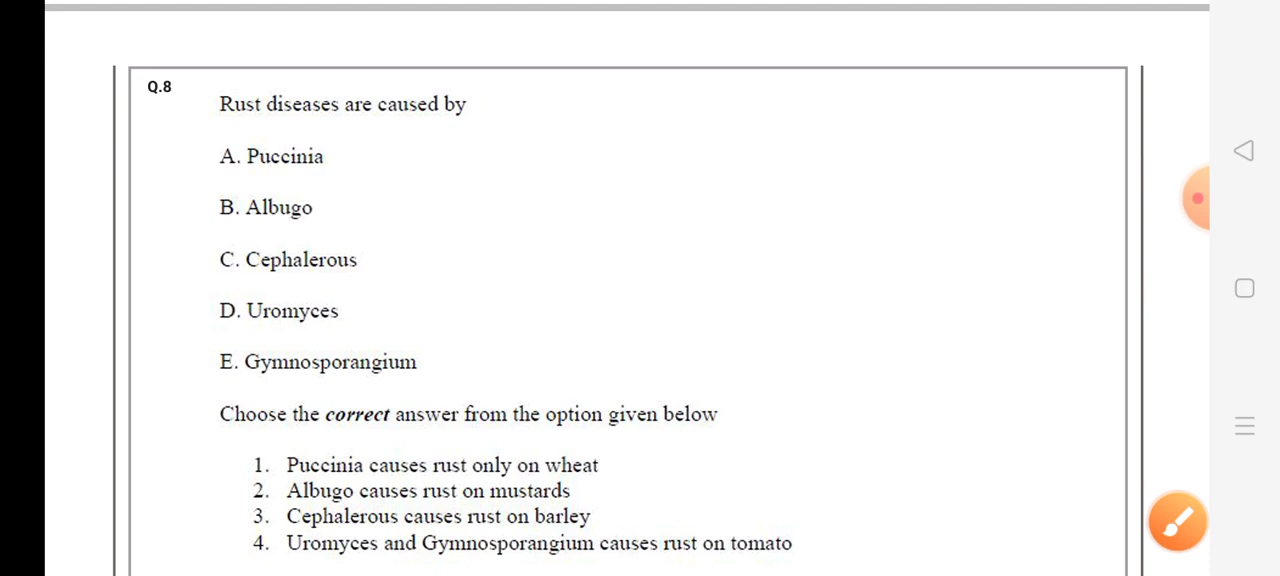 Q.8
Rust diseases are caused by
A. Puccinia
B. Albugo
C. Cephalerous
D. Uromyces
E. Gymnosporangium
Choose the correct answer from the option given below
1. Puccinia causes rust only on wheat
2. Albugo causes rust on mustards
3. Cephalerous causes rust on barley
4. Uromyces and Gymnosporangium causes rust on tomato